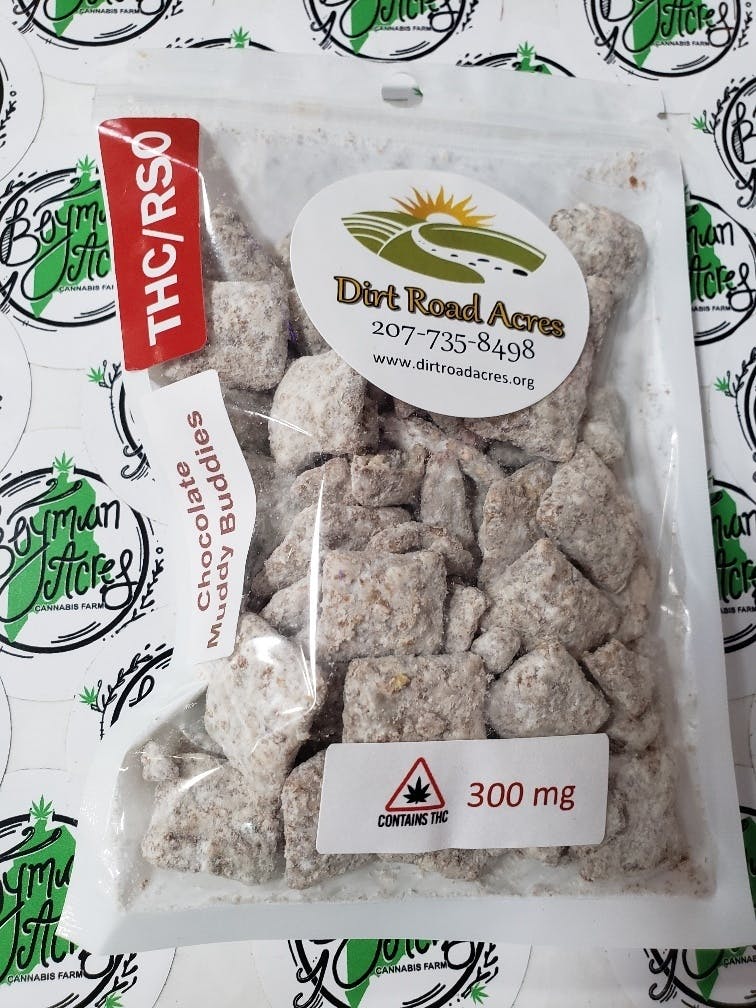 THC/RSO
Dirt Road Acres
207-735-8498
www.dirtroadacres.org
Chocolate
Muddy Buddies
CONTAINS THC
300 mg
Boymian
Acres
CANNABIS FARM